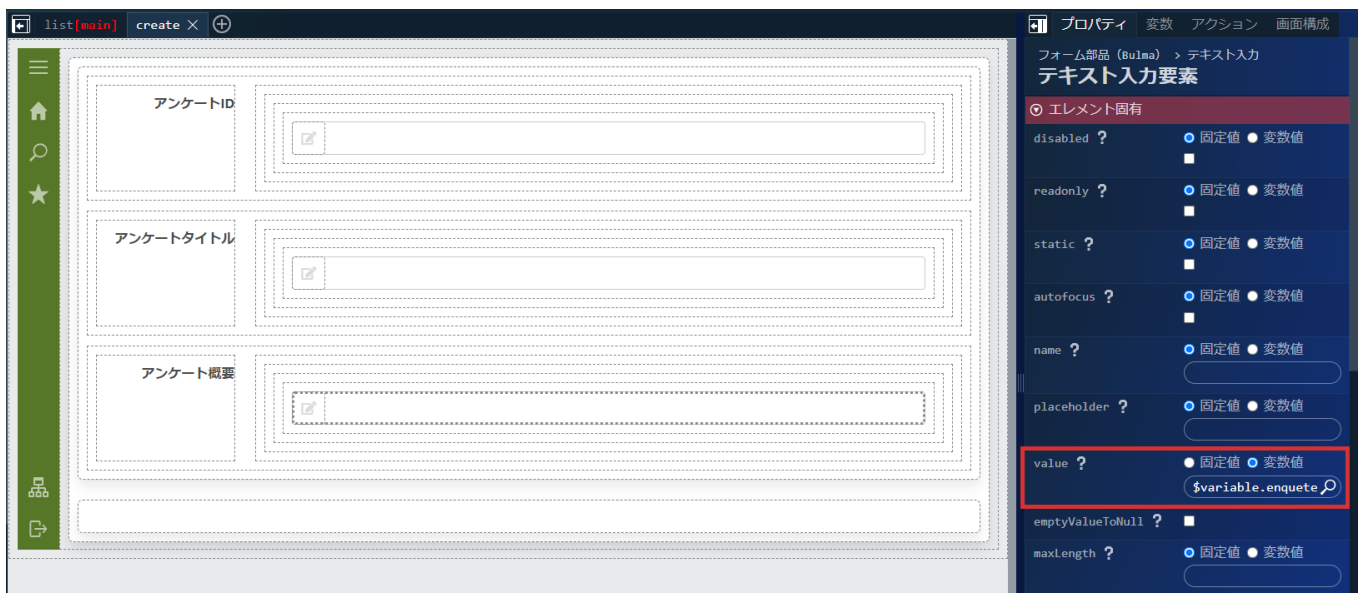 list[main] create
アンケートID
アンケートタイトル
アンケート概要
プロパティ 変数 アクション 画面構成
フォーム部品 (Bulma) > テキスト入力
テキスト入力要素
エレメント固有
disabled ? 固定値 変数値
readonly ? 固定値 変数値
static ? 固定値 変数値
autofocus ? 固定値 変数値
name ? 固定値 変数値
placeholder ? 固定値 変数値
value ? 固定値 変数値
$variable.enquete
emptyValueToNull ?
maxLength ? 固定値 変数値